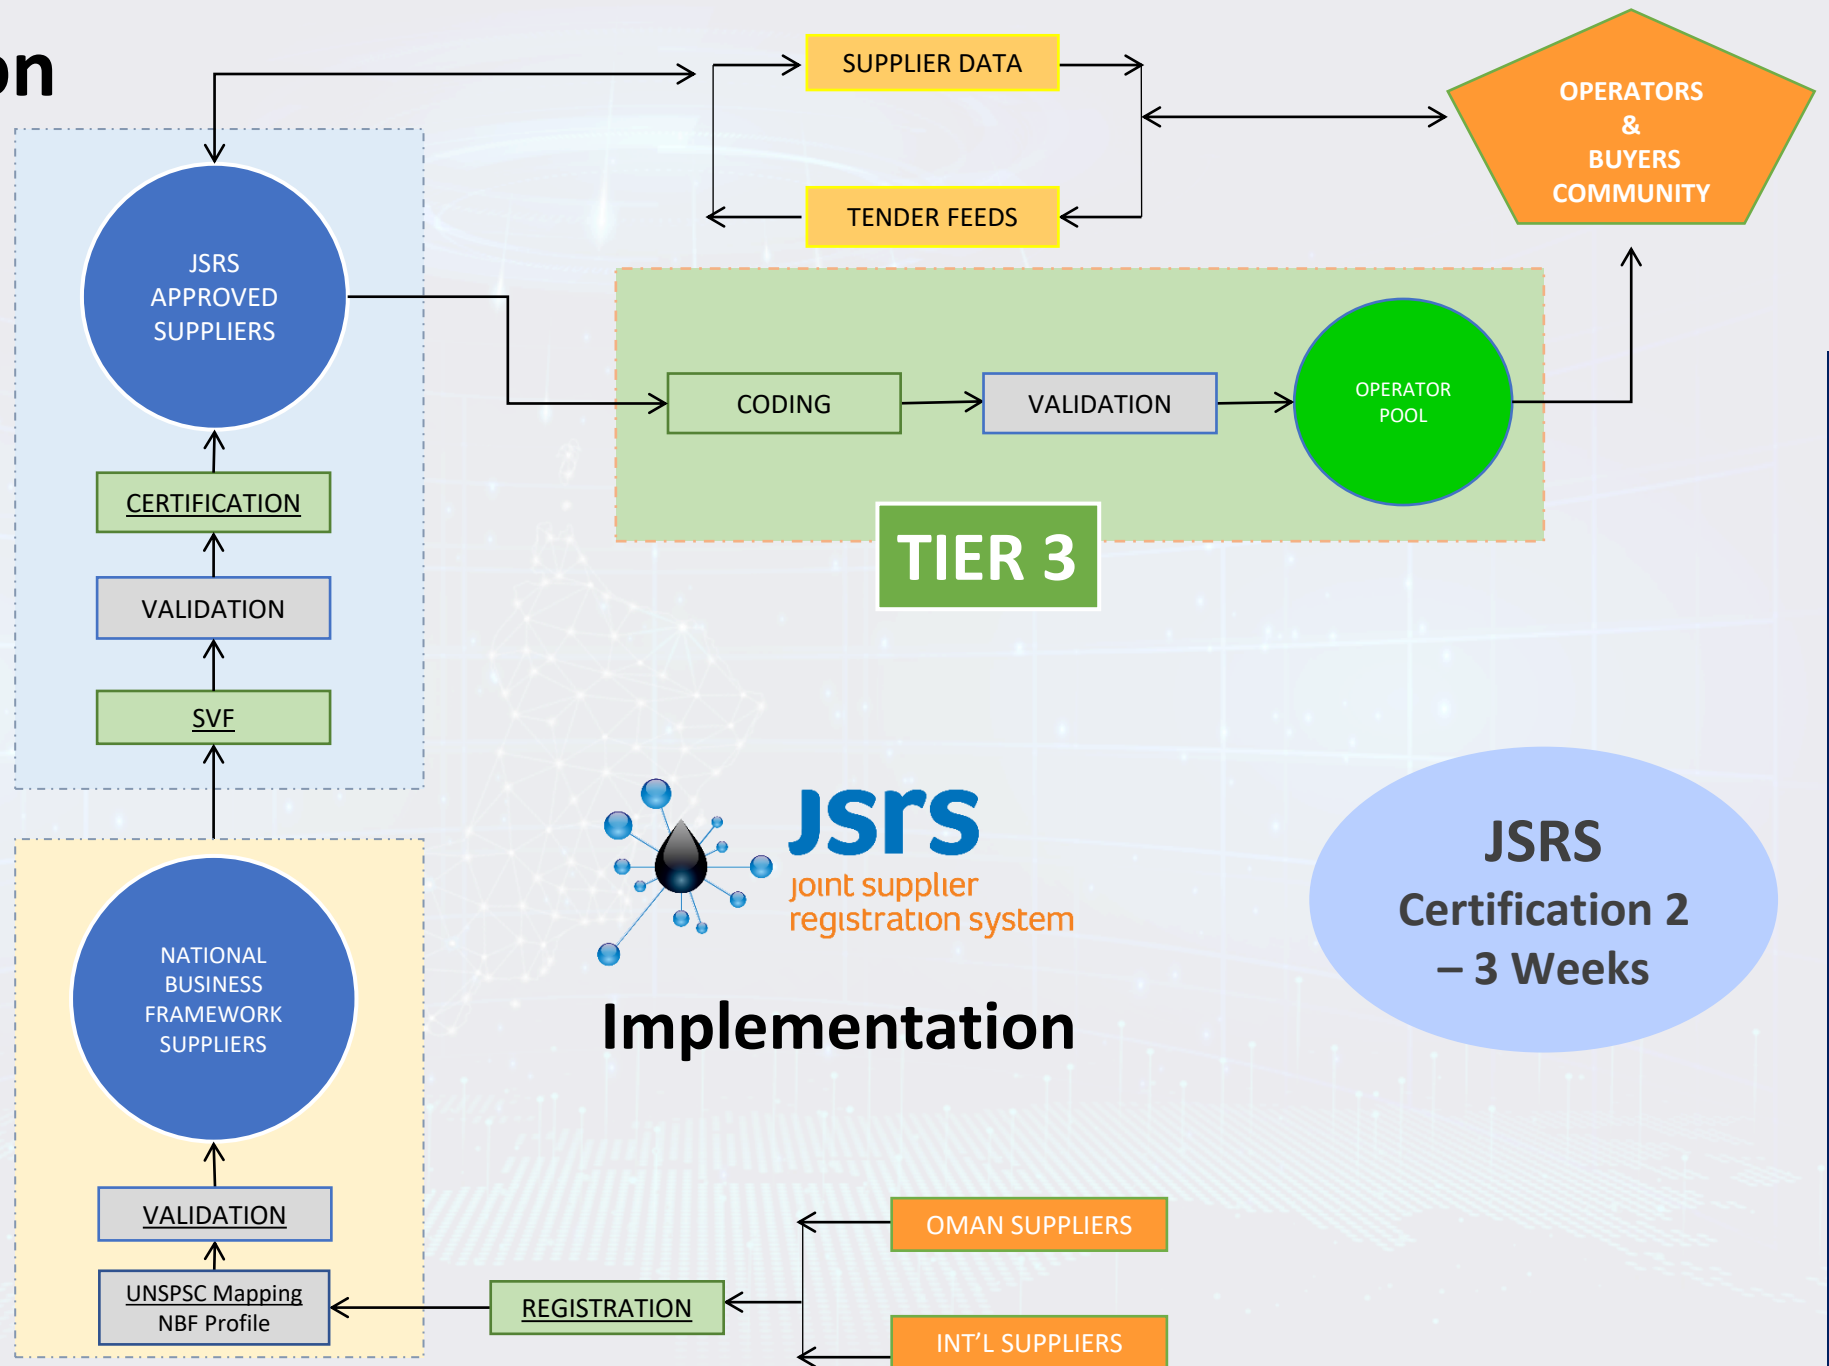 on
SUPPLIER DATA
TENDER FEEDS
OPERATORS
&
BUYERS
COMMUNITY
JSRS
APPROVED
SUPPLIERS
CODING
VALIDATION
OPERATOR
POOL
TIER 3
CERTIFICATION
VALIDATION
SVF
Jsrs
joint supplier
registration system
Implementation
JSRS
Certification 2
– 3 Weeks
NATIONAL
BUSINESS
FRAMEWORK
SUPPLIERS
VALIDATION
UNSPSC Mapping
NBF Profile
REGISTRATION
OMAN SUPPLIERS
INT'L SUPPLIERS